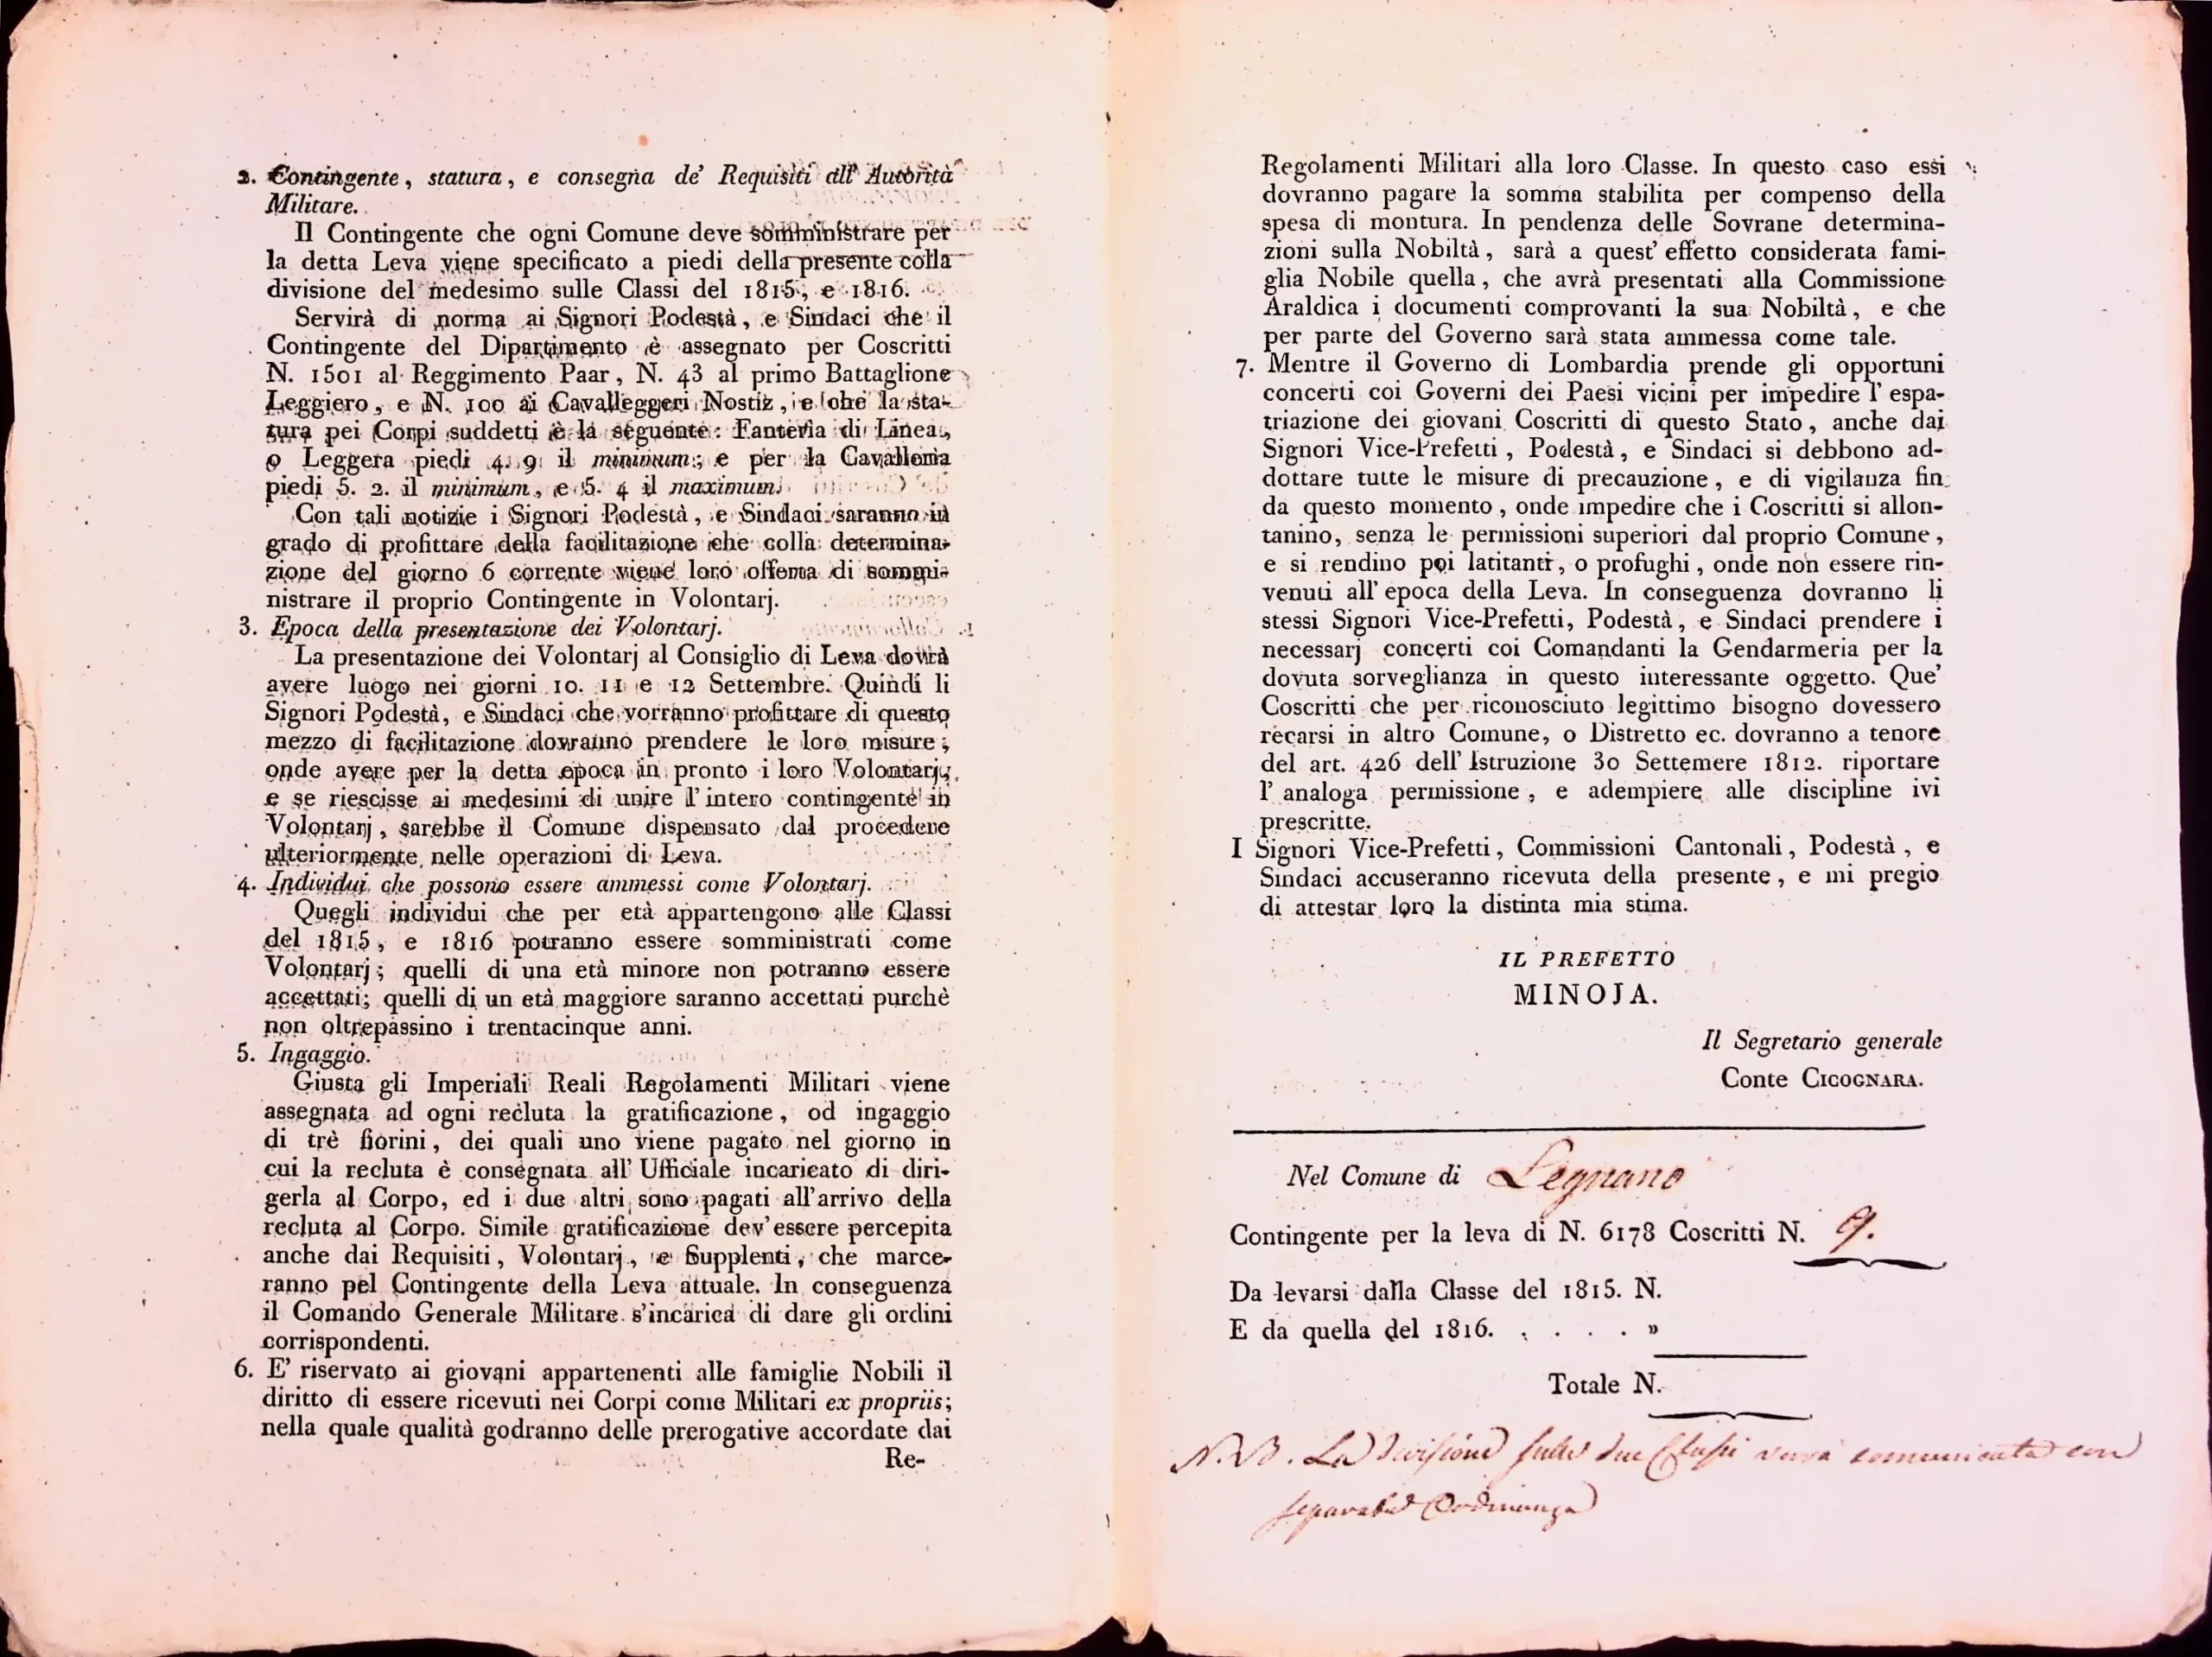 2. Contingente, statura, e consegna de' Requisiti all' Autorità
Militare.
Il Contingente che ogni Comune deve somministrare per
la detta Leva viene specificato a piedi della presente colla
divisione del medesimo sulle Classi del 1815, e 1816.
Servirà di norma ai Signori Podestà, e Sindaci che il
Contingente del Dipartimento è assegnato per Coscritti
N. 1501 al Reggimento Paar, N. 43 al primo Battaglione
Leggiero, e N. 100 ai Cavalleggeri Nostiz, e che la sta-
tura pei Corpi suddetti è la seguente: Fanteria di Linea,
o Leggera piedi 4. 9 il minimum; e per la Cavalleria
piedi 5. 2. il minimum, e 5. 4 il maximum.
Con tali notizie i Signori Podestà, e Sindaci saranno in
grado di profittare della facilitazione che colla determina-
zione del giorno 6 corrente viene loro offerta di sommi-
nistrare il proprio Contingente in Volontarj.
3. Epoca della presentazione dei Volontarj.
La presentazione dei Volontarj al Consiglio di Leva dovrà
avere luogo nei giorni 10. 11 e 12 Settembre. Quindi li
Signori Podestà, e Sindaci che vorranno profittare di questo
mezzo di facilitazione dovranno prendere le loro misure;
onde avere per la detta epoca in pronto i loro Volontarj,
e se riescisse ai medesimi di unire l'intero contingente in
Volontarj, sarebbe il Comune dispensato dal procedere
ulteriormente nelle operazioni di Leva.
4. Individui che possono essere ammessi come Volontarj.
Quegli individui che per età appartengono alle Classi
del 1815, e 1816 potranno essere somministrati come
Volontarj; quelli di una età minore non potranno essere
accettati; quelli di un età maggiore saranno accettati purchè
non oltrepassino i trentacinque anni.
5. Ingaggio.
Giusta gli Imperiali Reali Regolamenti Militari viene
assegnata ad ogni recluta la gratificazione, od ingaggio
di trè fiorini, dei quali uno viene pagato nel giorno in
cui la recluta è consegnata all' Ufficiale incaricato di diri-
gerla al Corpo, ed i due altri sono pagati all'arrivo della
recluta al Corpo. Simile gratificazione dev'essere percepita
anche dai Requisiti, Volontarj, e Supplenti, che marce-
ranno pel Contingente della Leva attuale. In conseguenza
il Comando Generale Militare s'incarica di dare gli ordini
corrispondenti.
6. E' riservato ai giovani appartenenti alle famiglie Nobili il
diritto di essere ricevuti nei Corpi come Militari ex propriis;
nella quale qualità godranno delle prerogative accordate dai
Re-
Regolamenti Militari alla loro Classe. In questo caso essi
dovranno pagare la somma stabilita per compenso della
spesa di montura. In pendenza delle Sovrane determina-
zioni sulla Nobiltà, sarà a quest' effetto considerata fami-
glia Nobile quella, che avrà presentati alla Commissione
Araldica i documenti comprovanti la sua Nobiltà, e che
per parte del Governo sarà stata ammessa come tale.
7. Mentre il Governo di Lombardia prende gli opportuni
concerti coi Governi dei Paesi vicini per impedire l' espa-
triazione dei giovani Coscritti di questo Stato, anche dai
Signori Vice-Prefetti, Podestà, e Sindaci si debbono ad-
dottare tutte le misure di precauzione, e di vigilanza fin
da questo momento, onde impedire che i Coscritti si allon-
tanino, senza le permissioni superiori dal proprio Comune,
e si rendino poi latitanti, o profughi, onde non essere rin-
venuti all' epoca della Leva. In conseguenza dovranno li
stessi Signori Vice-Prefetti, Podestà, e Sindaci prendere i
necessarj concerti coi Comandanti la Gendarmeria per la
dovuta sorveglianza in questo interessante oggetto. Que'
Coscritti che per riconosciuto legittimo bisogno dovessero
recarsi in altro Comune, o Distretto ec. dovranno a tenore
del art. 426 dell' Istruzione 30 Settemere 1812. riportare
l' analoga permissione, e adempiere alle discipline ivi
prescritte.
I Signori Vice-Prefetti, Commissioni Cantonali, Podestà, e
Sindaci accuseranno ricevuta della presente, e mi pregio
di attestar loro la distinta mia stima.
IL PREFETTO
MINOJA.
Il Segretario generale
Conte CICOGNARA.
Nel Comune di Legnano
Contingente per la leva di N. 6178 Coscritti N. 9.
Da levarsi dalla Classe del 1815. N.
E da quella del 1816. . . . . »
Totale N.
N.B. La divisione sulle due Classi verrà comunicata con
separata Ordinanza